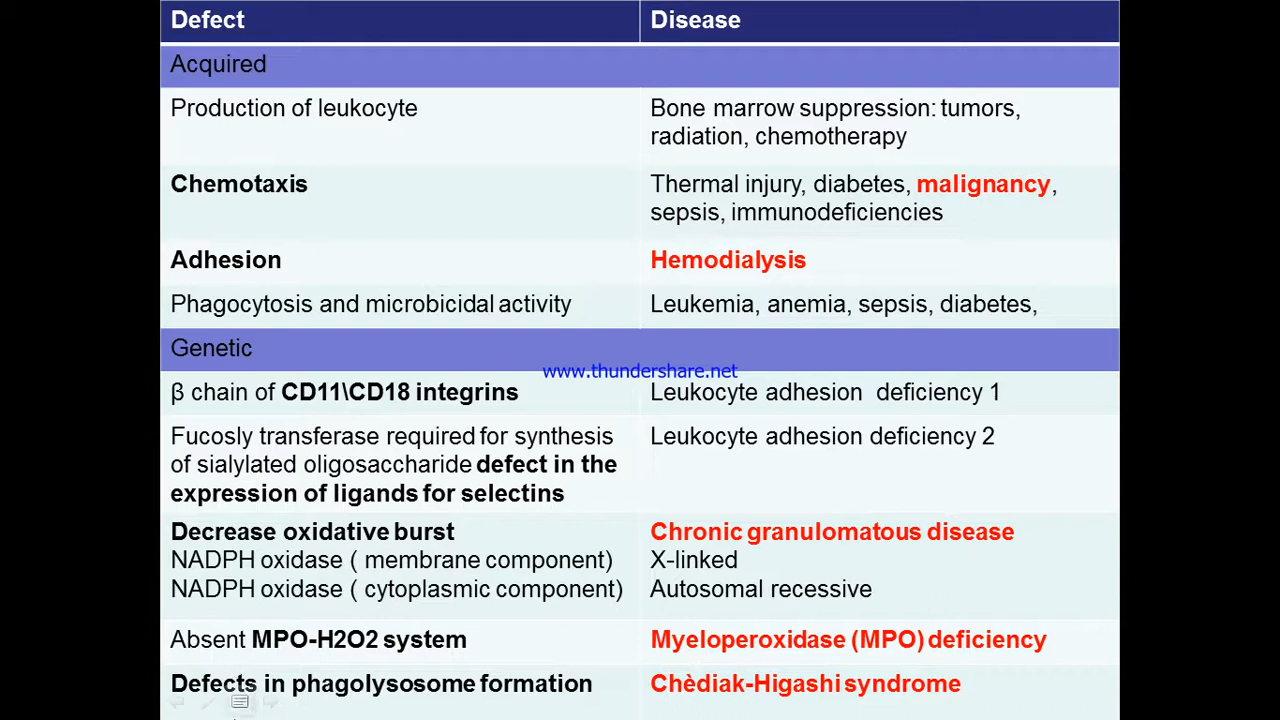 Defect Disease
Acquired
Production of leukocyte Bone marrow suppression: tumors,
radiation, chemotherapy
Chemotaxis Thermal injury, diabetes, malignancy,
sepsis, immunodeficiencies
Adhesion Hemodialysis
Phagocytosis and microbicidal activity Leukemia, anemia, sepsis, diabetes,
Genetic
www.thundershare.net
β chain of CD11\CD18 integrins Leukocyte adhesion deficiency 1
Fucosly transferase required for synthesis Leukocyte adhesion deficiency 2
of sialylated oligosaccharide defect in the
expression of ligands for selectins
Decrease oxidative burst Chronic granulomatous disease
NADPH oxidase ( membrane component) X-linked
NADPH oxidase ( cytoplasmic component) Autosomal recessive
Absent MPO-H2O2 system Myeloperoxidase (MPO) deficiency
Defects in phagolysosome formation Chèdiak-Higashi syndrome